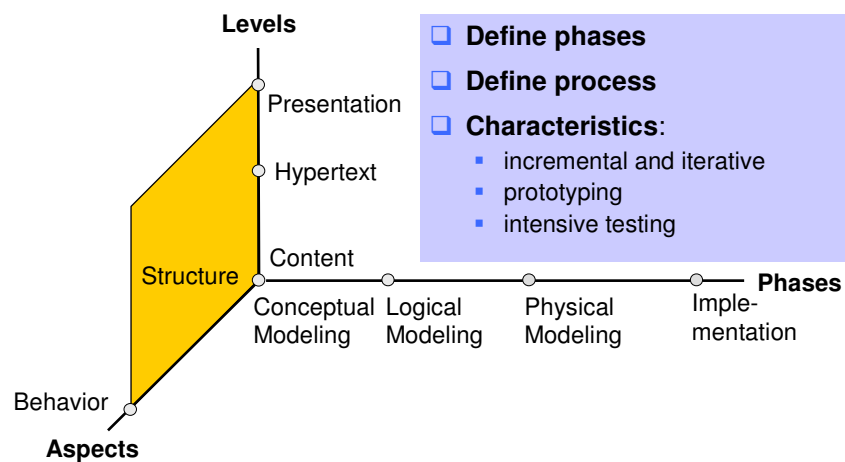 Levels
Presentation
Hypertext
Content
Structure
Behavior
Aspects
Conceptual
Modeling
Logical
Modeling
Physical
Modeling
Imple-
mentation
Phases
Define phases
Define process
Characteristics:
incremental and iterative
prototyping
intensive testing